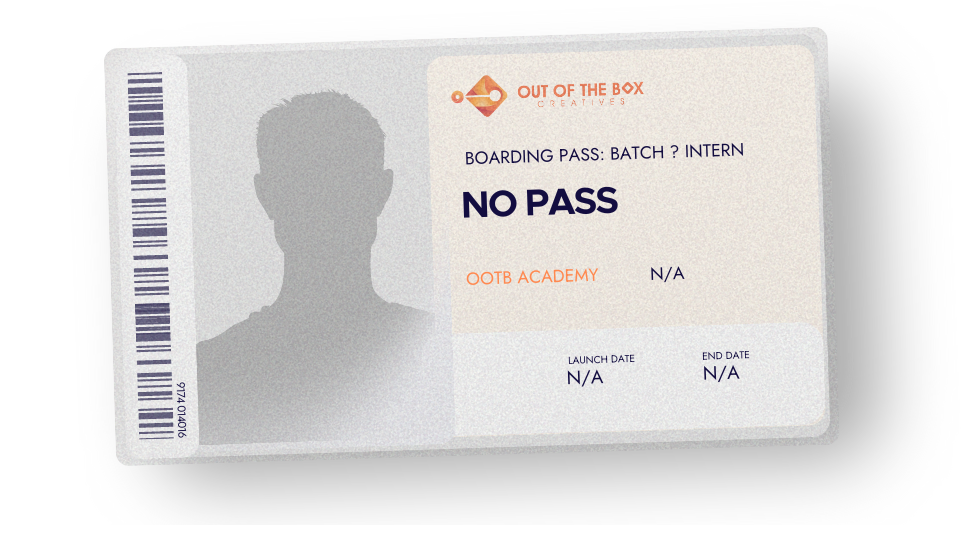 OUT OF THE BOX
CREATIVES
BOARDING PASS: BATCH ? INTERN
NO PASS
OOTB ACADEMY N/A
LAUNCH DATE END DATE
N/A N/A
9174 014016